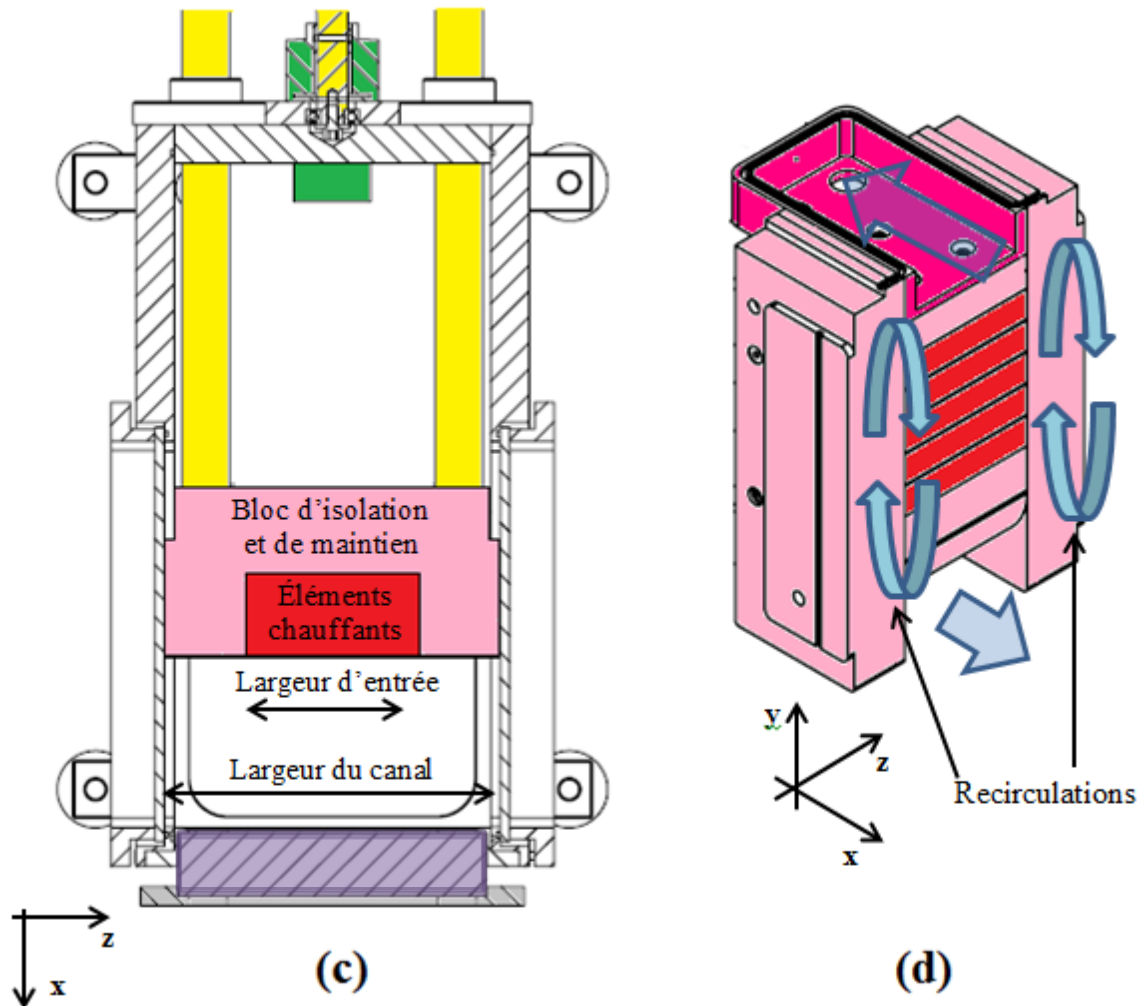 Bloc d’isolation
et de maintien
Éléments
chauffants
Largeur d’entrée
Largeur du canal
z
x
(c)
y
z
x
Recirculations
(d)